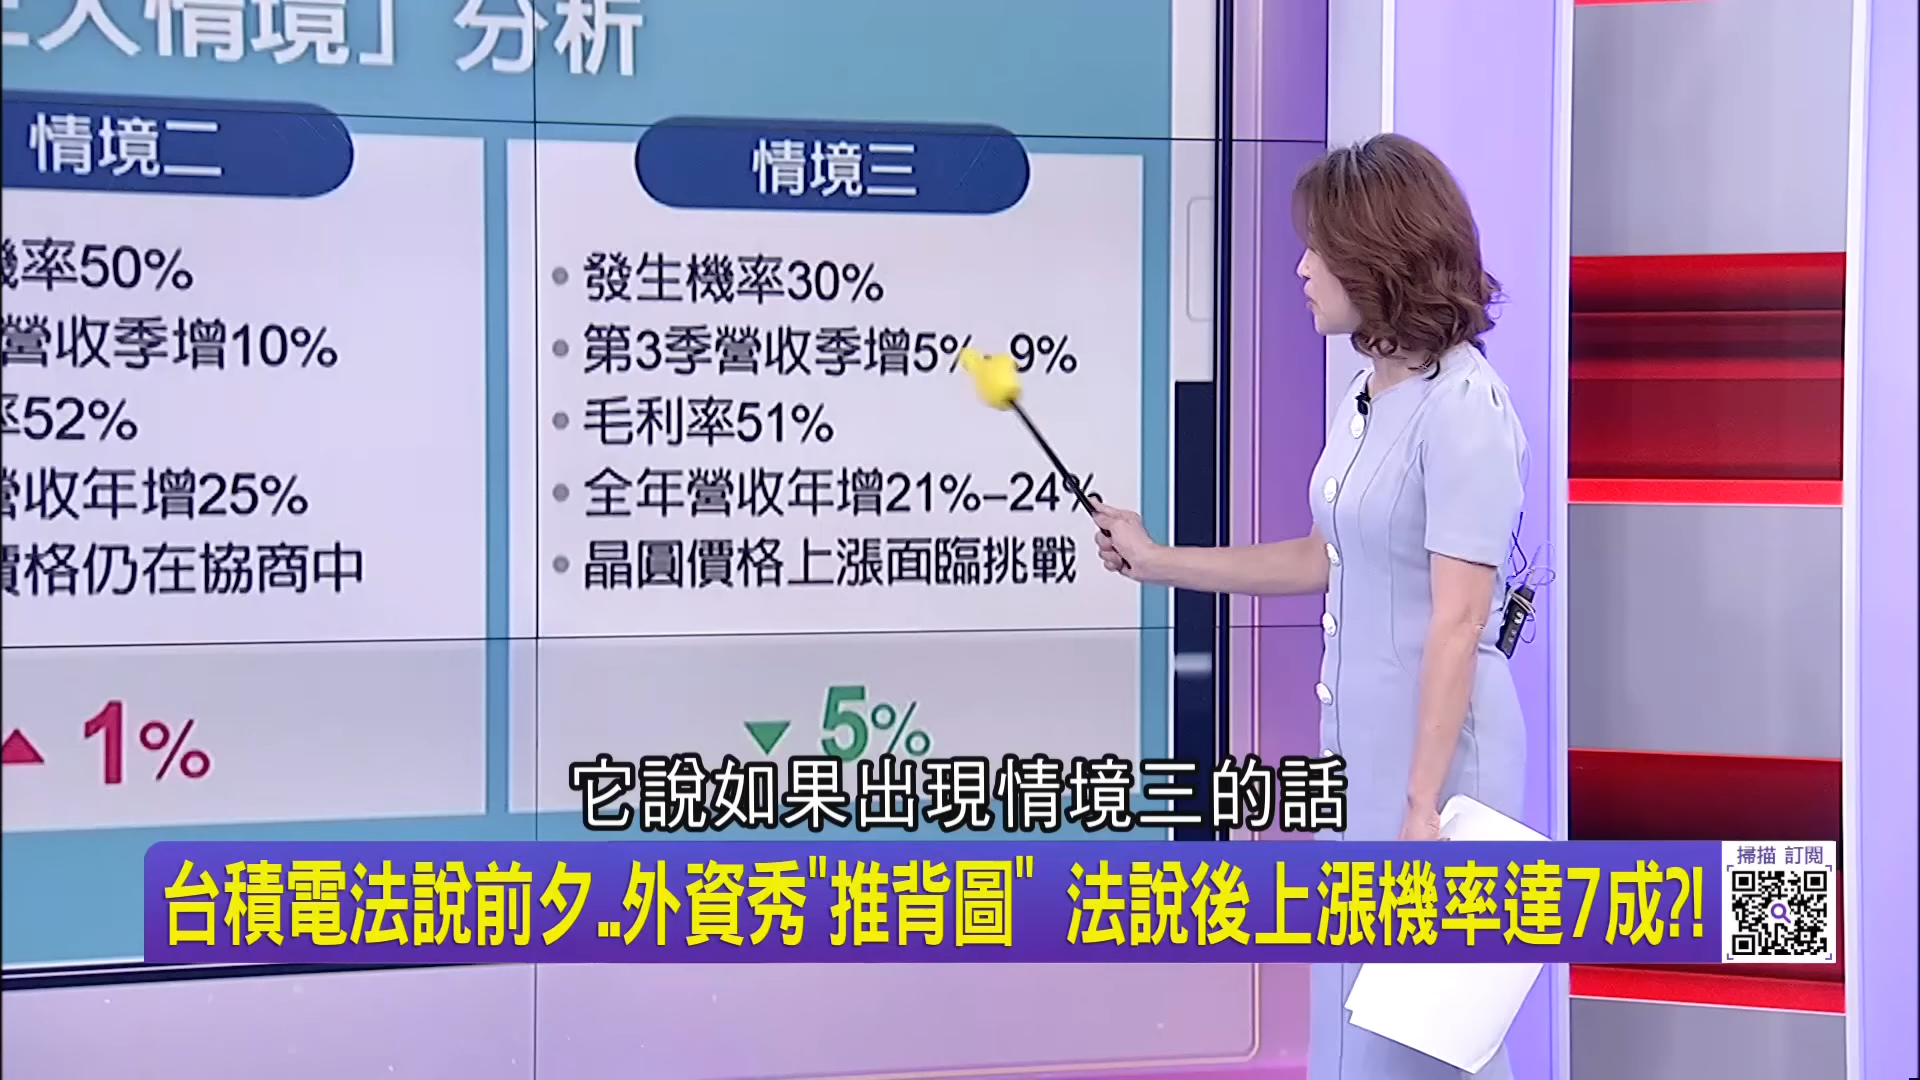 大情境」分析
情境二
機率50%
營收季增10%
率52%
營收年增25%
價格仍在協商中
▲1%
情境三
• 發生機率30%
• 第3季營收季增5%- 9%
• 毛利率51%
• 全年營收年增21%–24%
• 晶圓價格上漲面臨挑戰
▼5%
它說如果出現情境三的話
台積電法說前夕..外資秀"推背圖" 法說後上漲機率達7成?!
掃描 訂閱